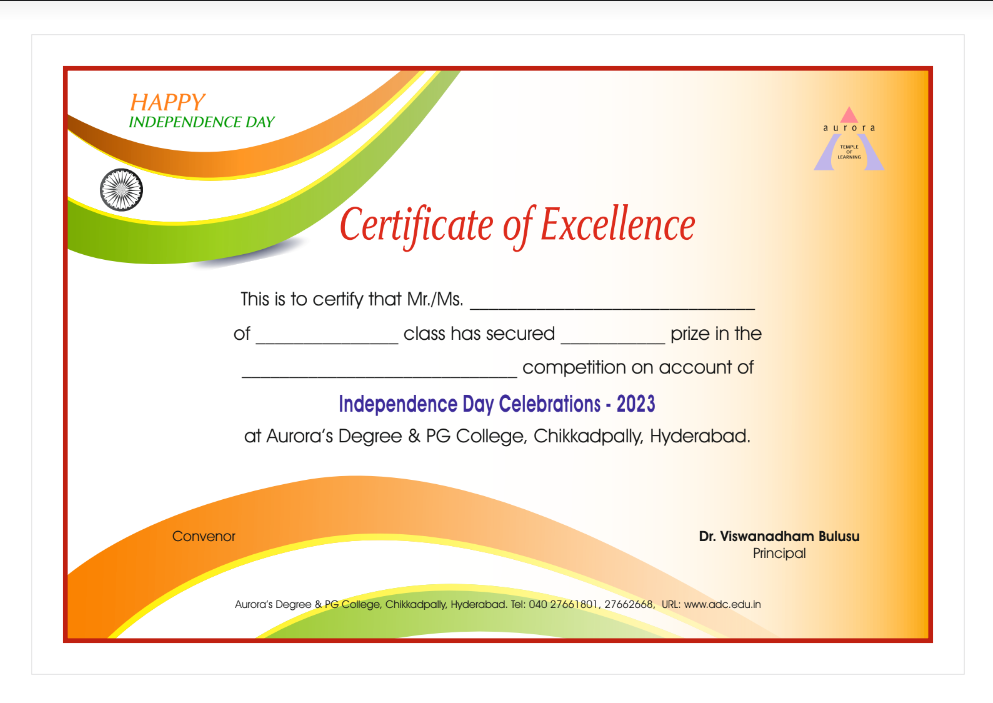 HAPPY
INDEPENDENCE DAY
aurora
TEMPLE
OF
LEARNING
Certificate of Excellence
This is to certify that Mr./Ms. ______________________________
of _______________ class has secured ___________ prize in the
_____________________________ competition on account of
Independence Day Celebrations - 2023
at Aurora's Degree & PG College, Chikkadpally, Hyderabad.
Convenor
Dr. Viswanadham Bulusu
Principal
Aurora's Degree & PG College, Chikkadpally, Hyderabad. Tel: 040 27661801, 27662668, URL: www.adc.edu.in